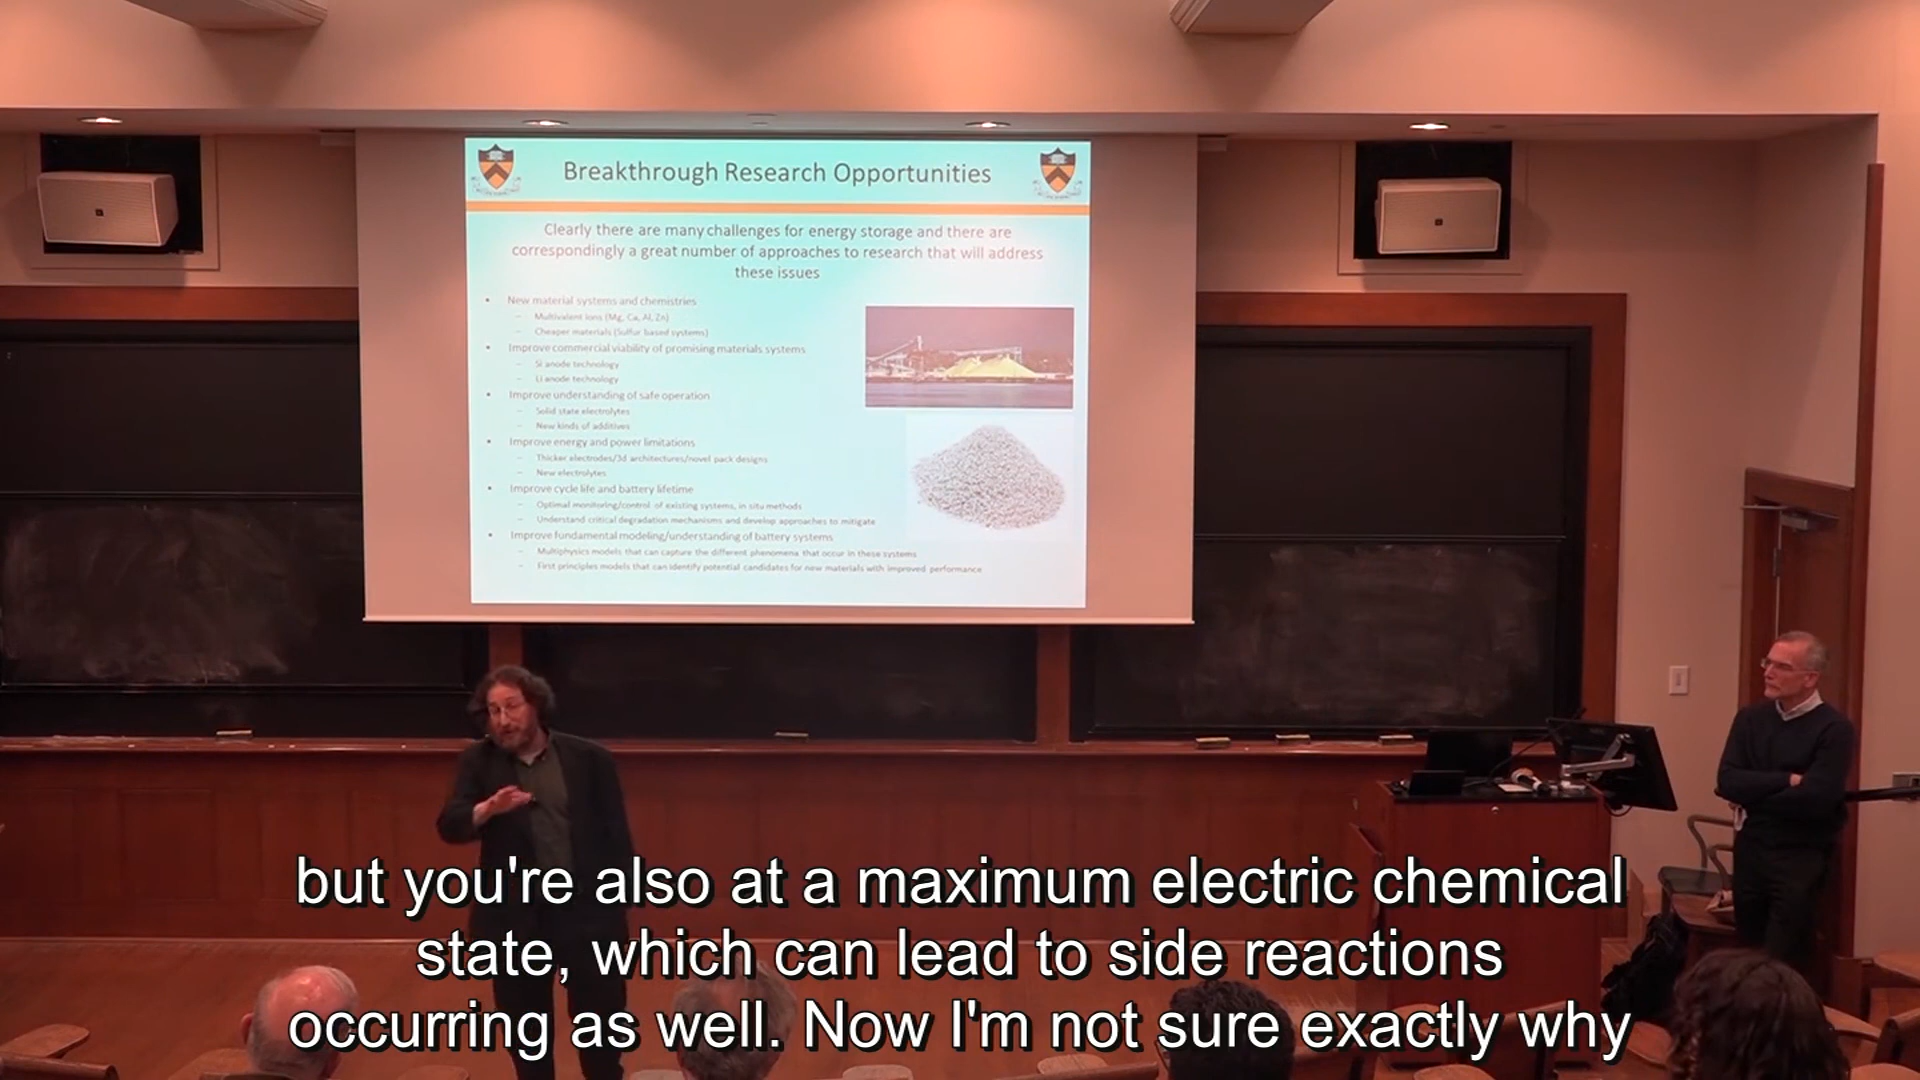 Breakthrough Research Opportunities
Clearly there are many challenges for energy storage and there are
correspondingly a great number of approaches to research that will address
these issues
• New material systems and chemistries
– Multivalent ions (Mg, Ca, Al, Zn)
– Cheaper materials (Sulfur based systems)
• Improve commercial viability of promising materials systems
– Si anode technology
– Li anode technology
• Improve understanding of safe operation
– Solid state electrolytes
– New kinds of additives
• Improve energy and power limitations
– Thicker electrodes/3d architectures/novel pack designs
– New electrolytes
• Improve cycle life and battery lifetime
– Optimal monitoring/control of existing systems, in situ methods
– Understand critical degradation mechanisms and develop approaches to mitigate
• Improve fundamental modeling/understanding of battery systems
– Multiphysics models that can capture the different phenomena that occur in these systems
– First principles models that can identify potential candidates for new materials with improved performance
but you're also at a maximum electric chemical
state, which can lead to side reactions
occurring as well. Now I'm not sure exactly why